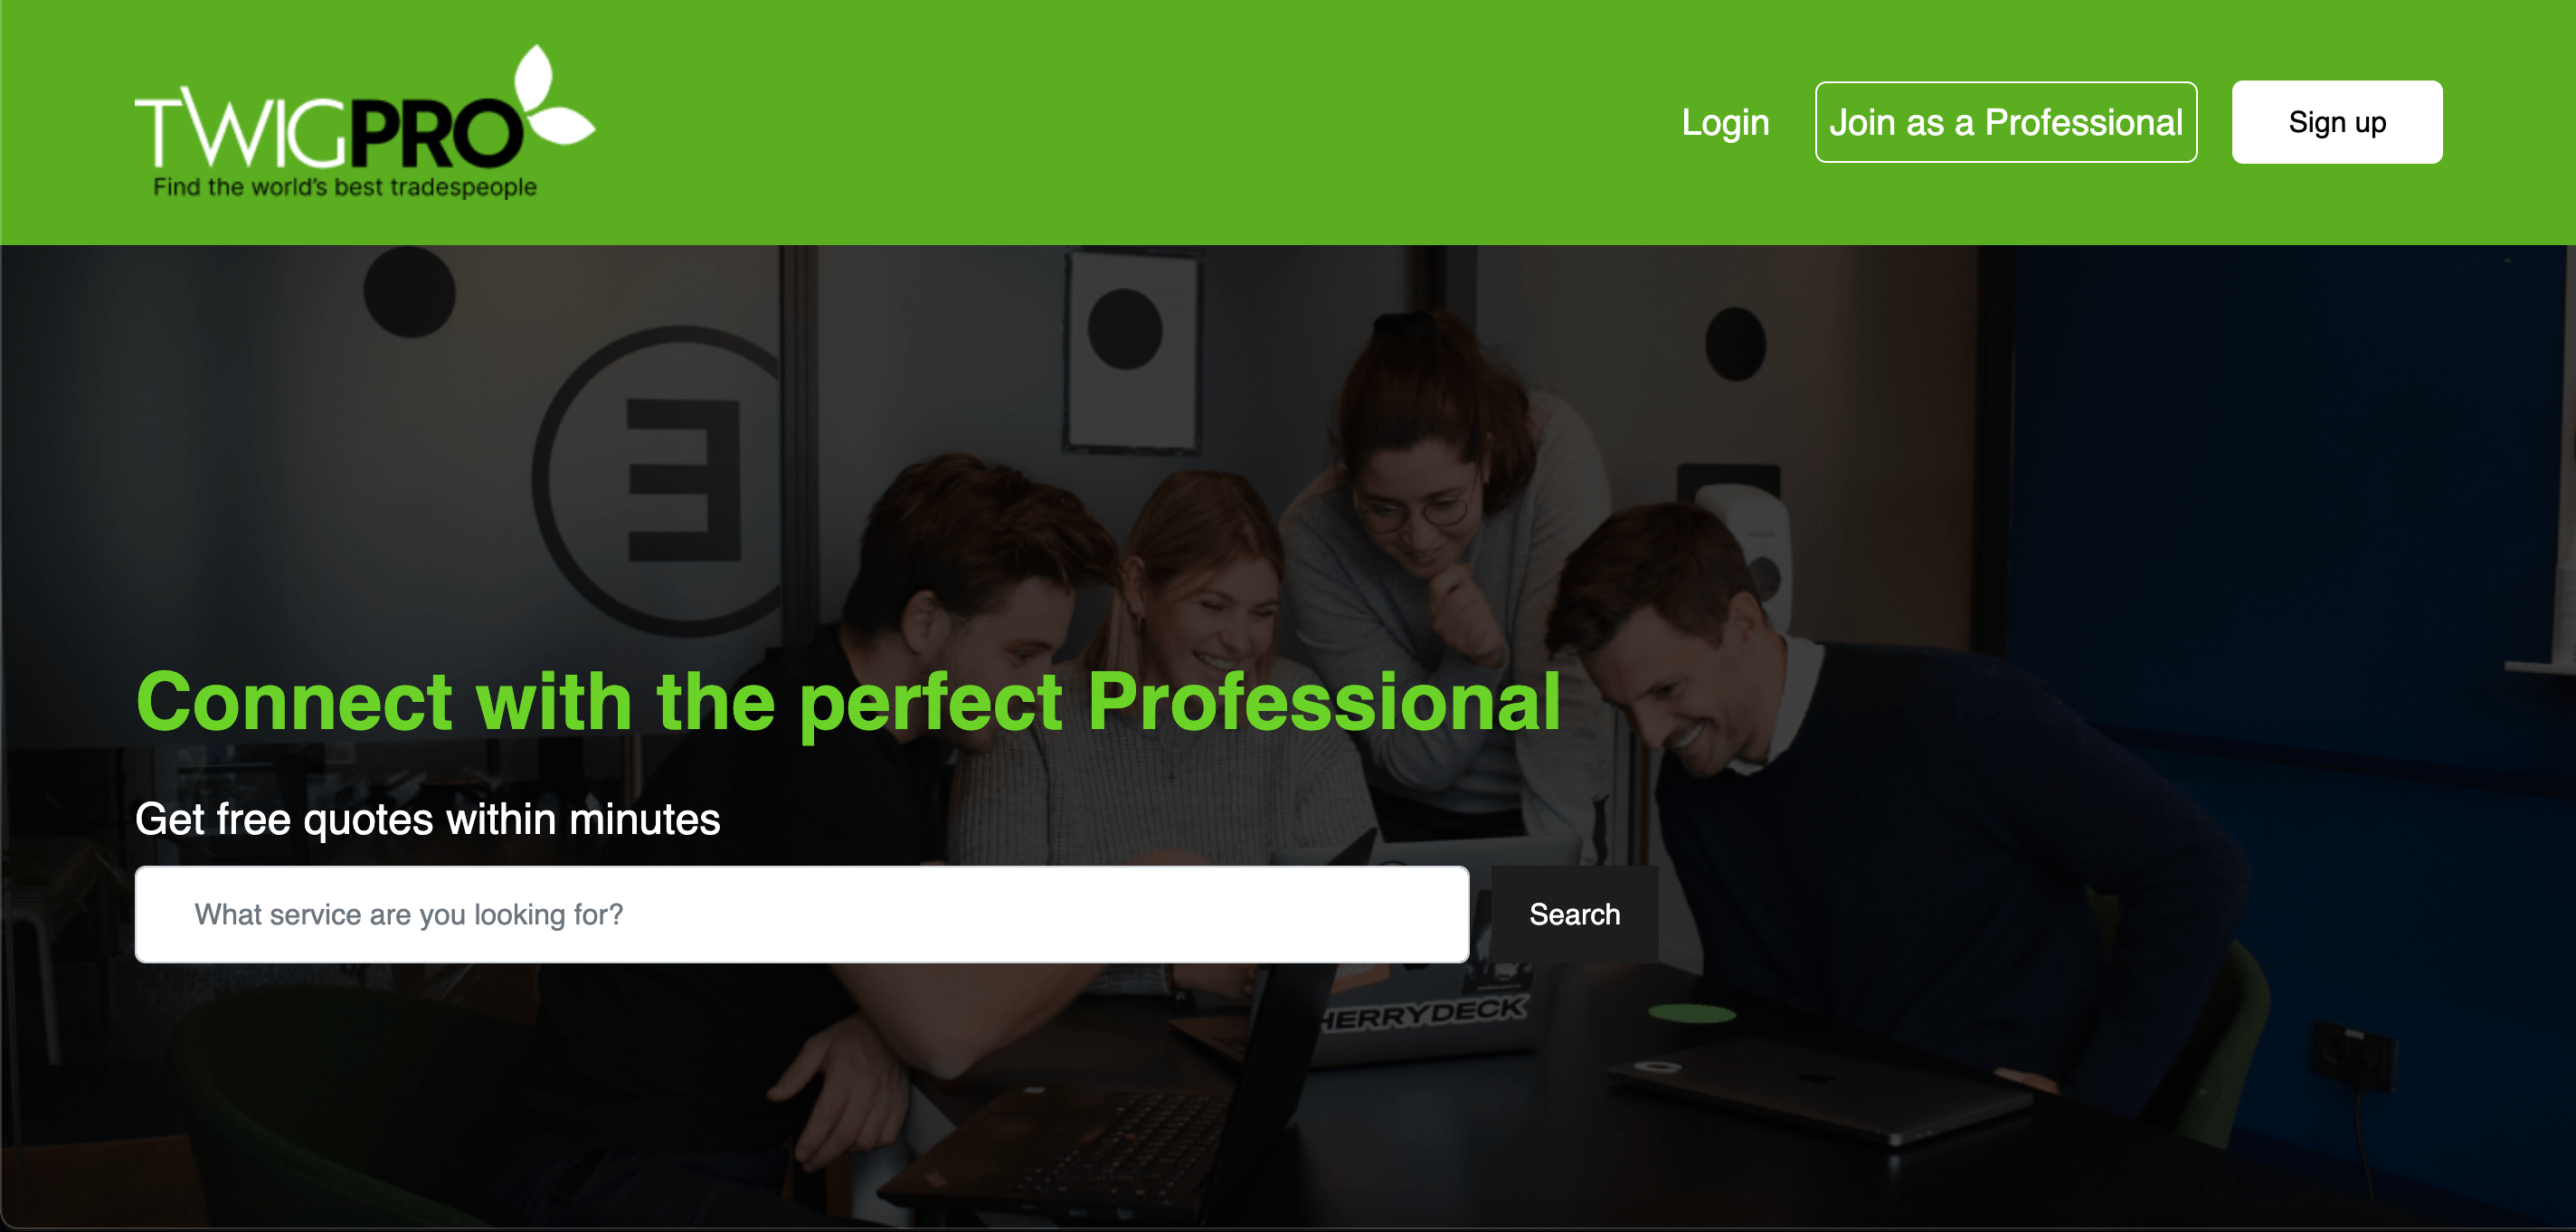 TWIGPRO
Find the world's best tradespeople
Login
Join as a Professional
Sign up
E
Connect with the perfect Professional
Get free quotes within minutes
What service are you looking for?
Search
HERRYDECK